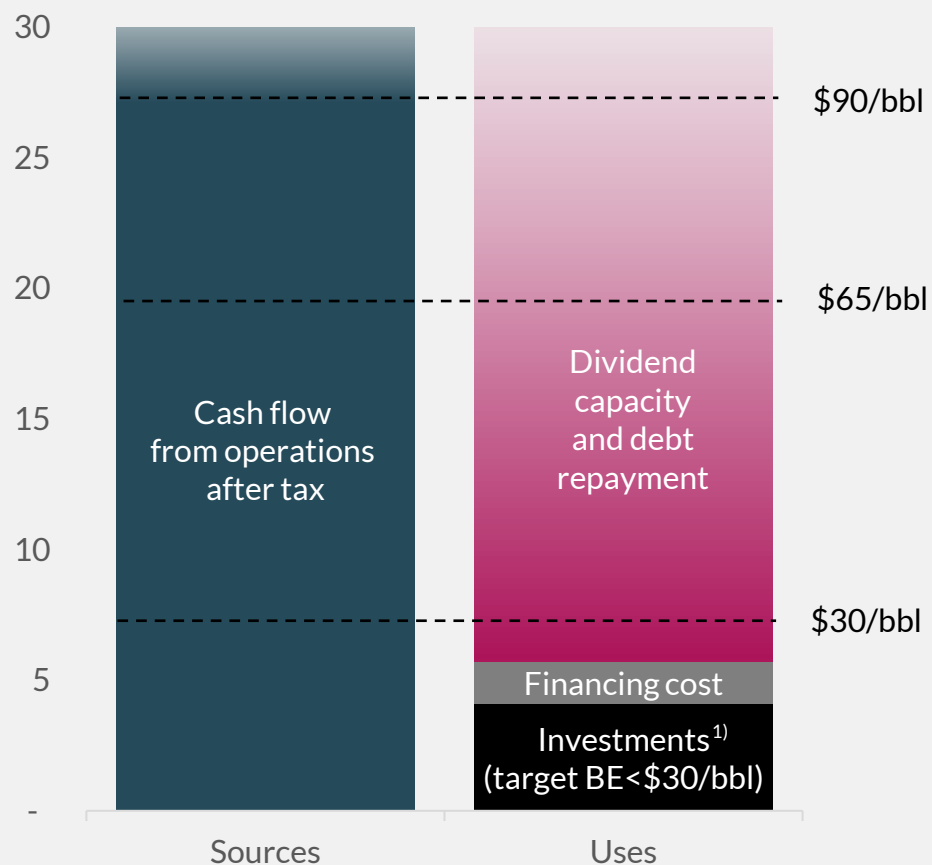 30
25
20
15
10
5
-
$90/bbl
$65/bbl
$30/bbl
Cash flow
from operations
after tax
Dividend
capacity
and debt
repayment
Financing cost
Investments 1)
(target BE<$30/bbl)
Sources
Uses